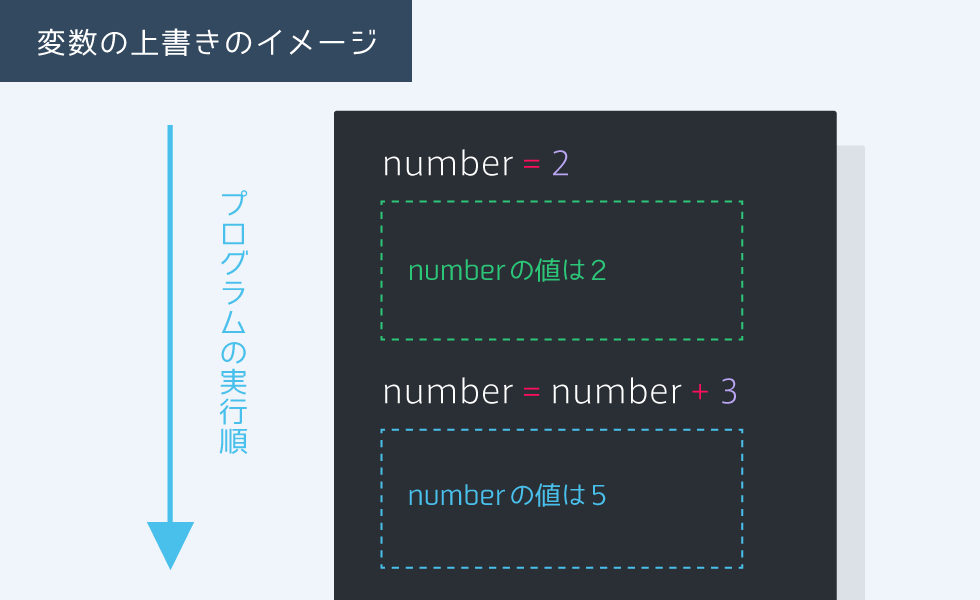 変数の上書きのイメージ
プログラムの実行順
number = 2
numberの値は2
number = number + 3
numberの値は5